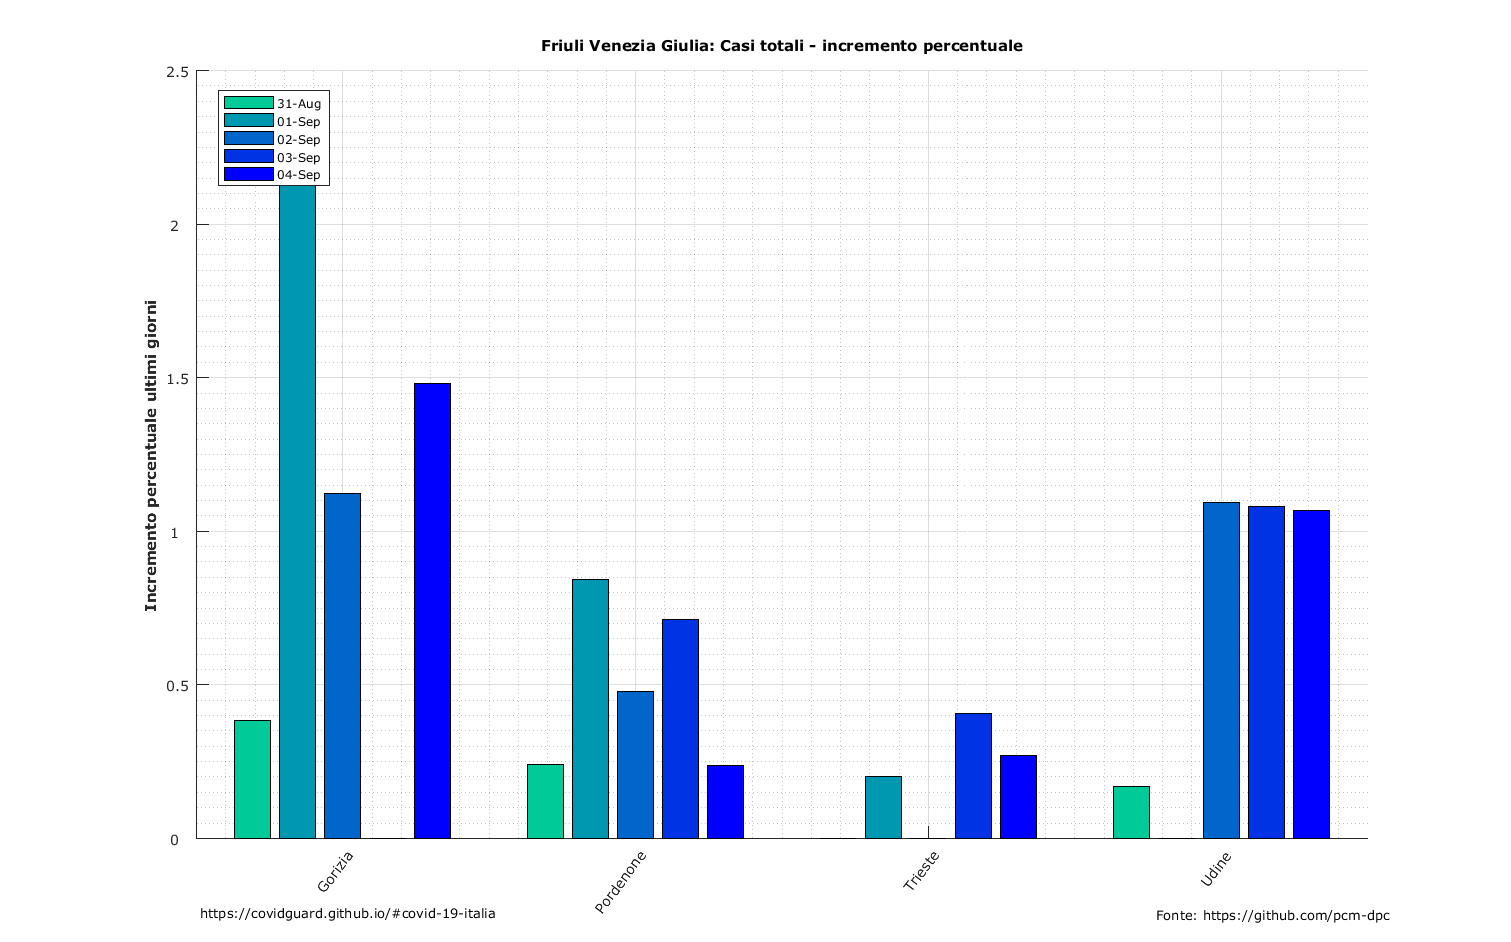 Friuli Venezia Giulia: Casi totali - incremento percentuale
2.5
2
1.5
1
0.5
0
Incremento percentuale ultimi giorni
31-Aug
01-Sep
02-Sep
03-Sep
04-Sep
Gorizia
Pordenone
Trieste
Udine
https://covidguard.github.io/#covid-19-italia
Fonte: https://github.com/pcm-dpc